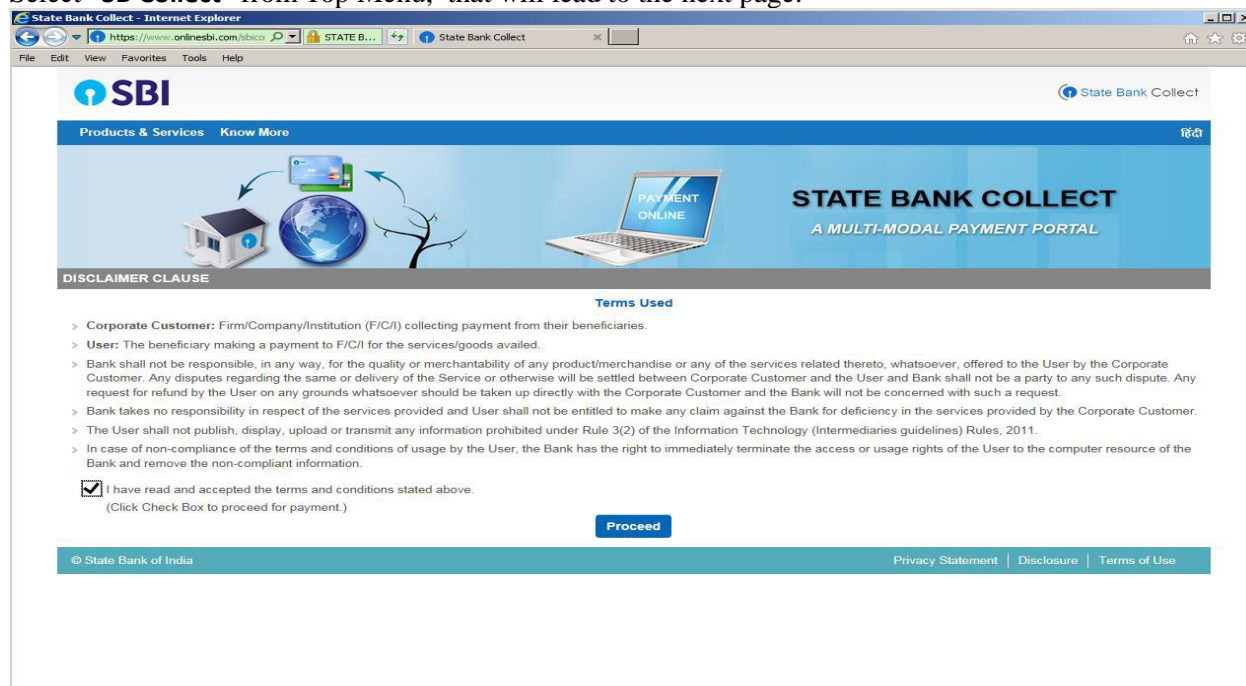 Select "SB Collect" from Top Menu, that will lead to the next page.
State Bank Collect - Internet Explorer
https://www.onlinesbi.com/sbico STATE B... State Bank Collect
File Edit View Favorites Tools Help
SBI State Bank Collect
Products & Services Know More हिंदी
PAYMENT
ONLINE
STATE BANK COLLECT
A MULTI-MODAL PAYMENT PORTAL
DISCLAIMER CLAUSE
Terms Used
> Corporate Customer: Firm/Company/Institution (F/C/I) collecting payment from their beneficiaries.
> User: The beneficiary making a payment to F/C/I for the services/goods availed.
> Bank shall not be responsible, in any way, for the quality or merchantability of any product/merchandise or any of the services related thereto, whatsoever, offered to the User by the Corporate
Customer. Any disputes regarding the same or delivery of the Service or otherwise will be settled between Corporate Customer and the User and Bank shall not be a party to any such dispute. Any
request for refund by the User on any grounds whatsoever should be taken up directly with the Corporate Customer and the Bank will not be concerned with such a request.
> Bank takes no responsibility in respect of the services provided and User shall not be entitled to make any claim against the Bank for deficiency in the services provided by the Corporate Customer.
> The User shall not publish, display, upload or transmit any information prohibited under Rule 3(2) of the Information Technology (Intermediaries guidelines) Rules, 2011.
> In case of non-compliance of the terms and conditions of usage by the User, the Bank has the right to immediately terminate the access or usage rights of the User to the computer resource of the
Bank and remove the non-compliant information.
I have read and accepted the terms and conditions stated above.
(Click Check Box to proceed for payment.)
Proceed
© State Bank of India Privacy Statement | Disclosure | Terms of Use